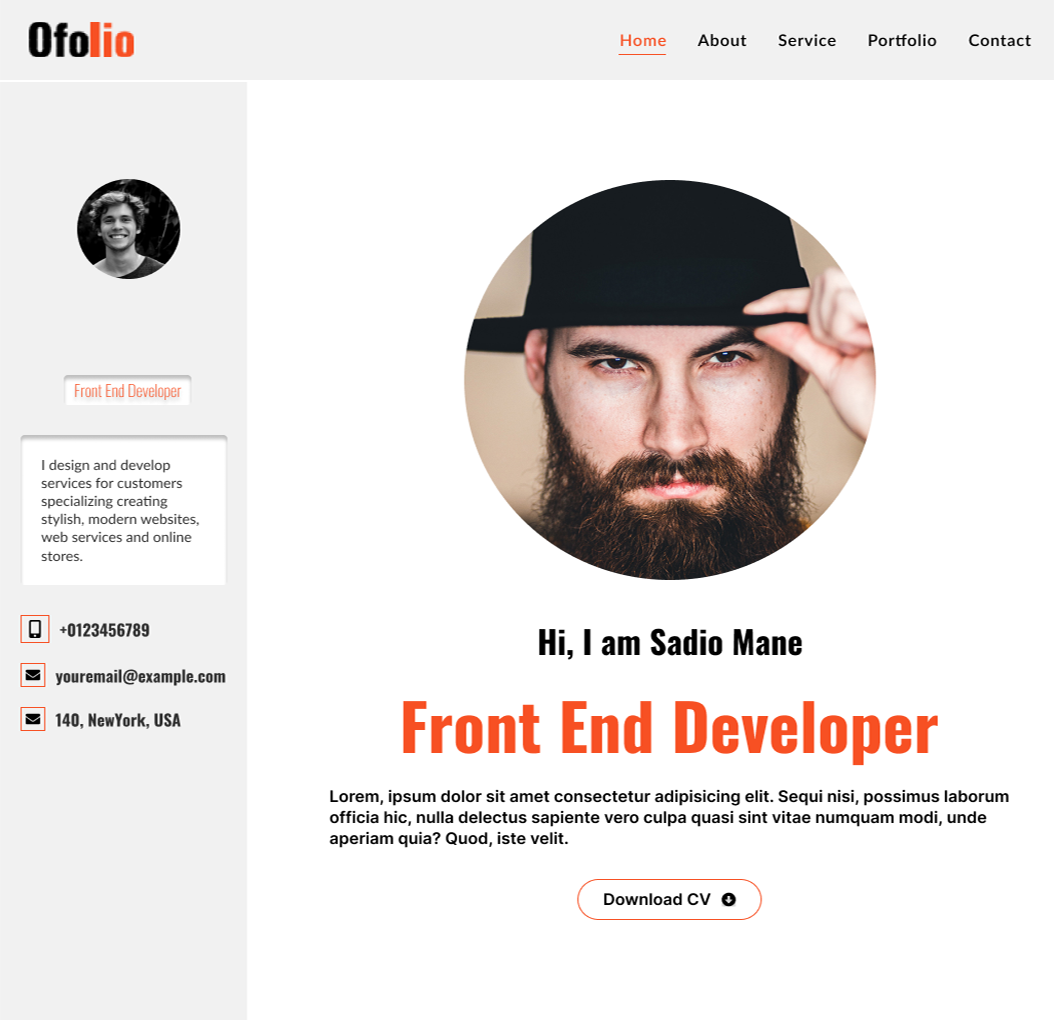 Ofolio
Home About Service Portfolio Contact
Front End Developer
I design and develop
services for customers
specializing creating
stylish, modern websites,
web services and online
stores.
+0123456789
youremail@example.com
140, NewYork, USA
Hi, I am Sadio Mane
Front End Developer
Lorem, ipsum dolor sit amet consectetur adipisicing elit. Sequi nisi, possimus laborum
officia hic, nulla delectus sapiente vero culpa quasi sint vitae numquam modi, unde
aperiam quia? Quod, iste velit.
Download CV